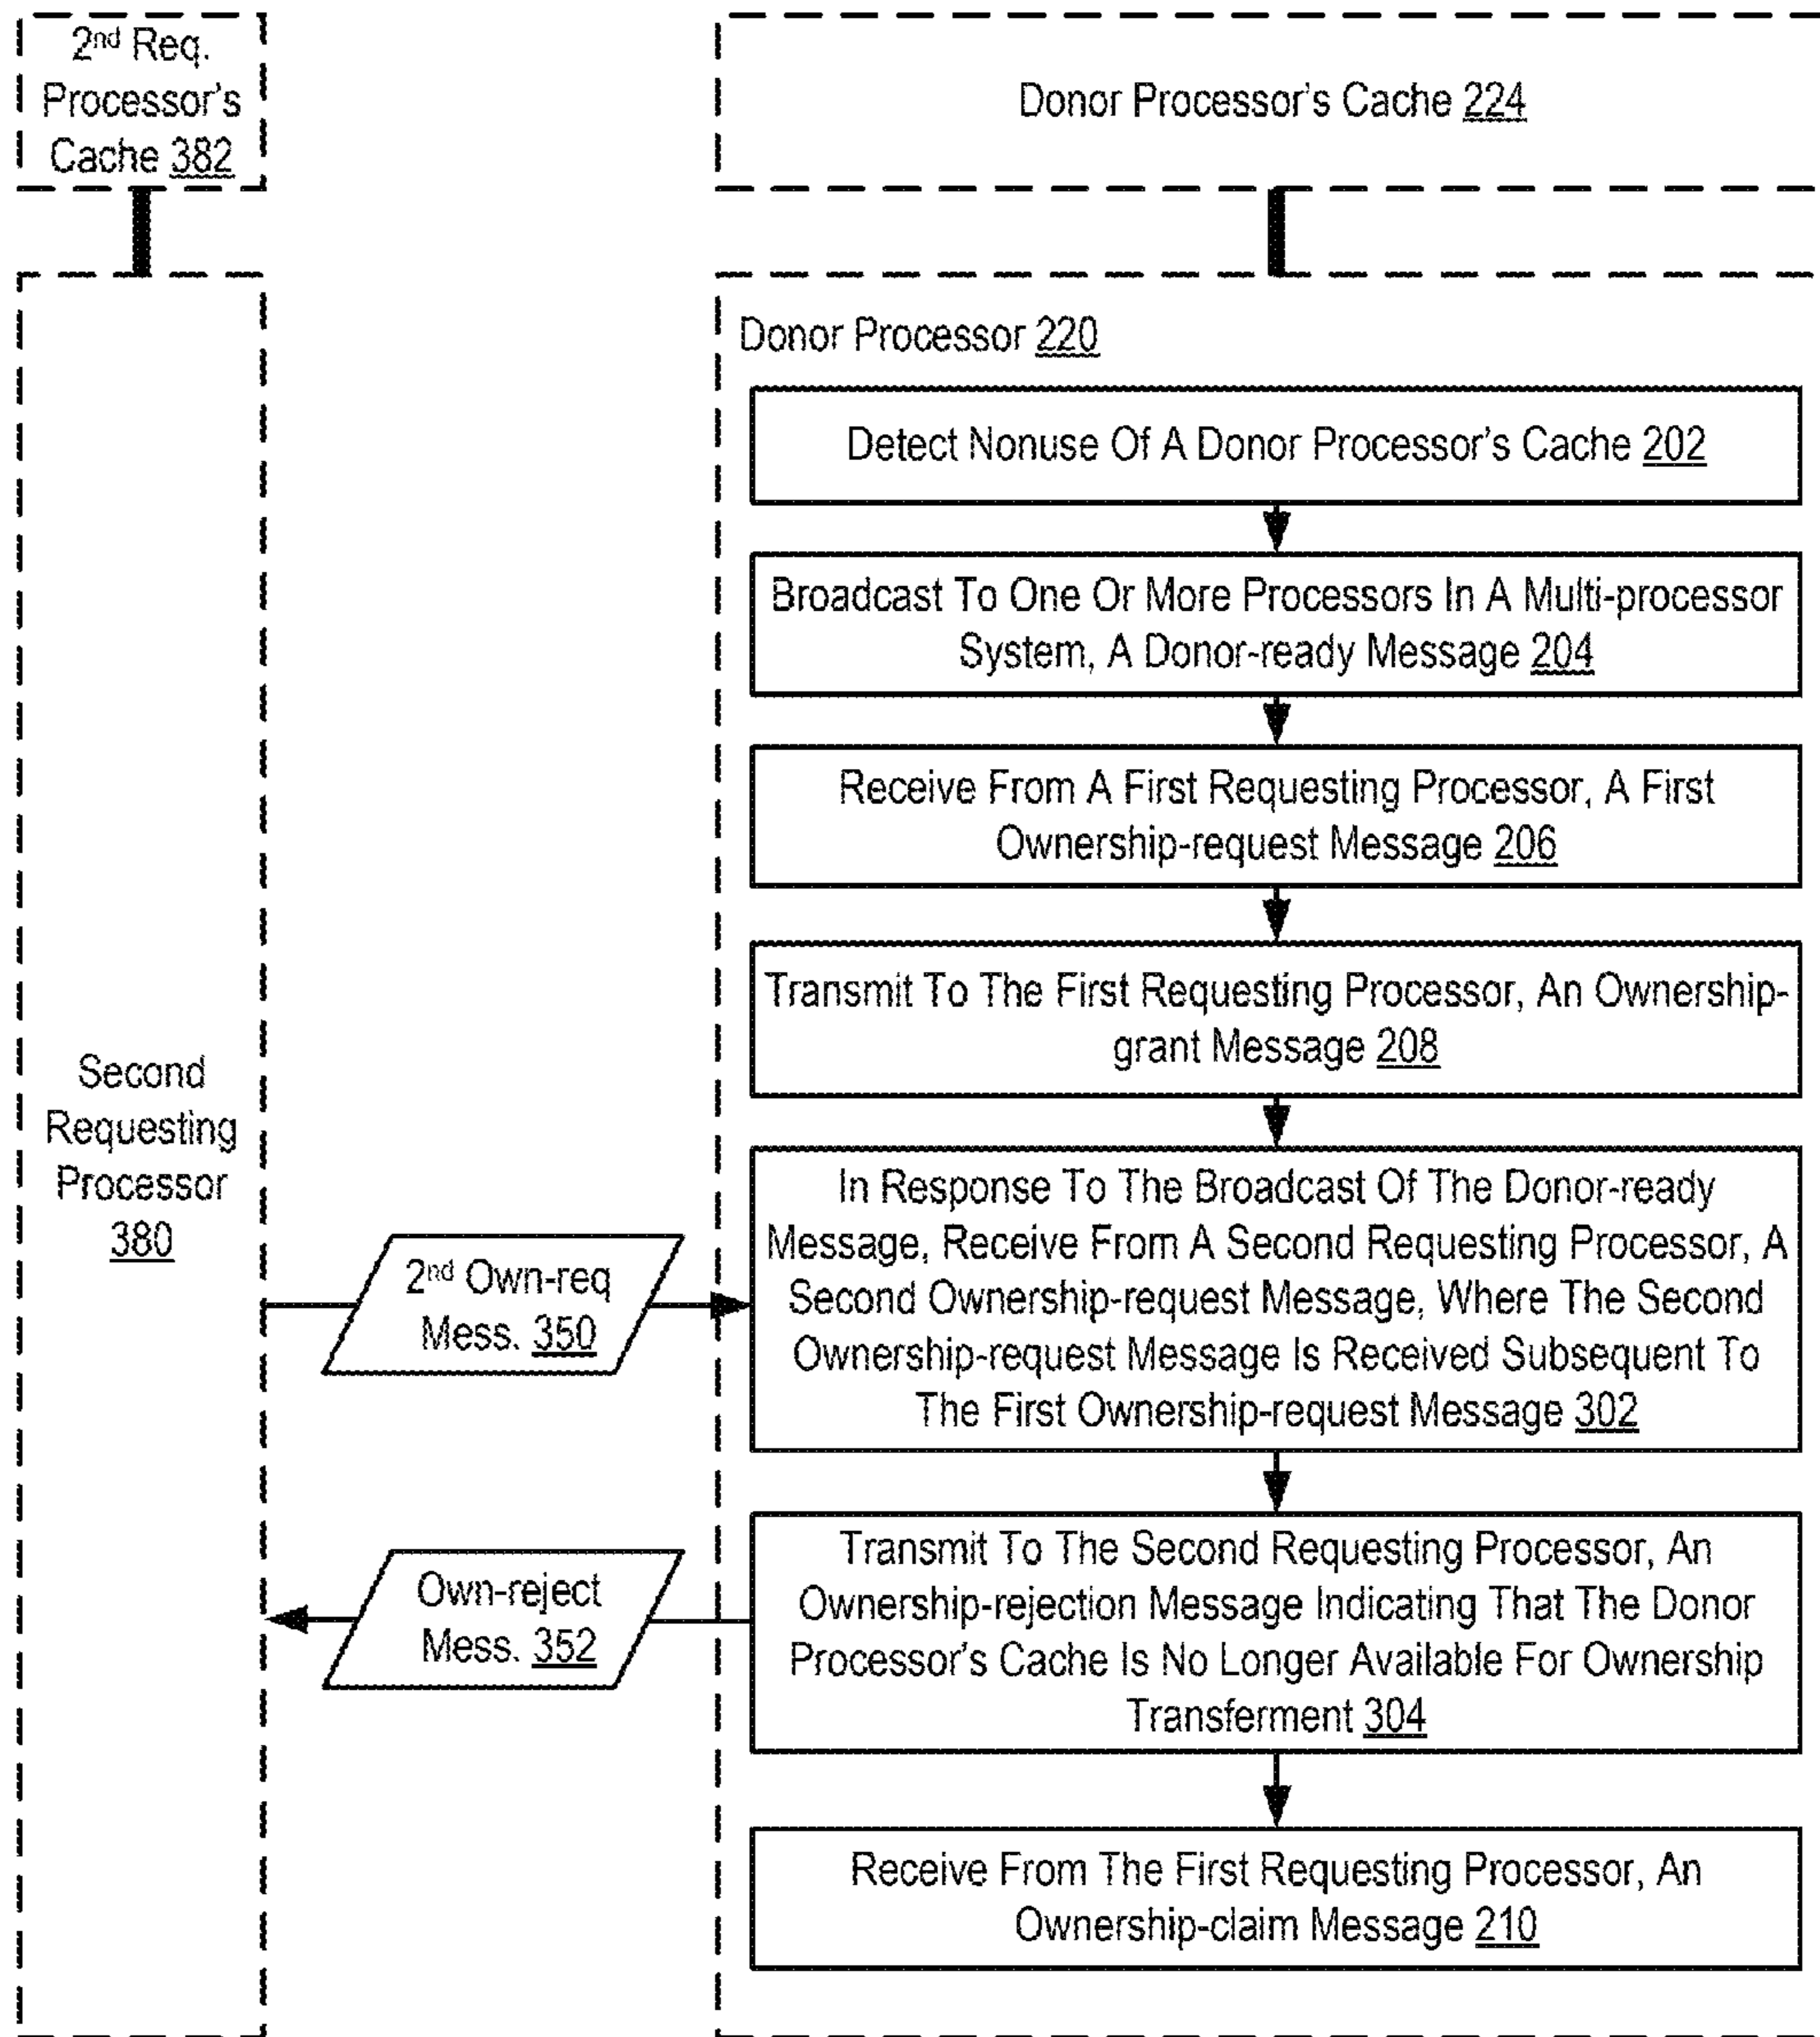 2nd Req.
Processor's
Cache 382
Donor Processor's Cache 224
Donor Processor 220
Detect Nonuse Of A Donor Processor's Cache 202
Broadcast To One Or More Processors In A Multi-processor
System, A Donor-ready Message 204
Receive From A First Requesting Processor, A First
Ownership-request Message 206
Transmit To The First Requesting Processor, An Ownership-
grant Message 208
Second
Requesting
Processor
380
2nd Own-req
Mess. 350
In Response To The Broadcast Of The Donor-ready
Message, Receive From A Second Requesting Processor, A
Second Ownership-request Message, Where The Second
Ownership-request Message Is Received Subsequent To
The First Ownership-request Message 302
Own-reject
Mess. 352
Transmit To The Second Requesting Processor, An
Ownership-rejection Message Indicating That The Donor
Processor's Cache Is No Longer Available For Ownership
Transferment 304
Receive From The First Requesting Processor, An
Ownership-claim Message 210